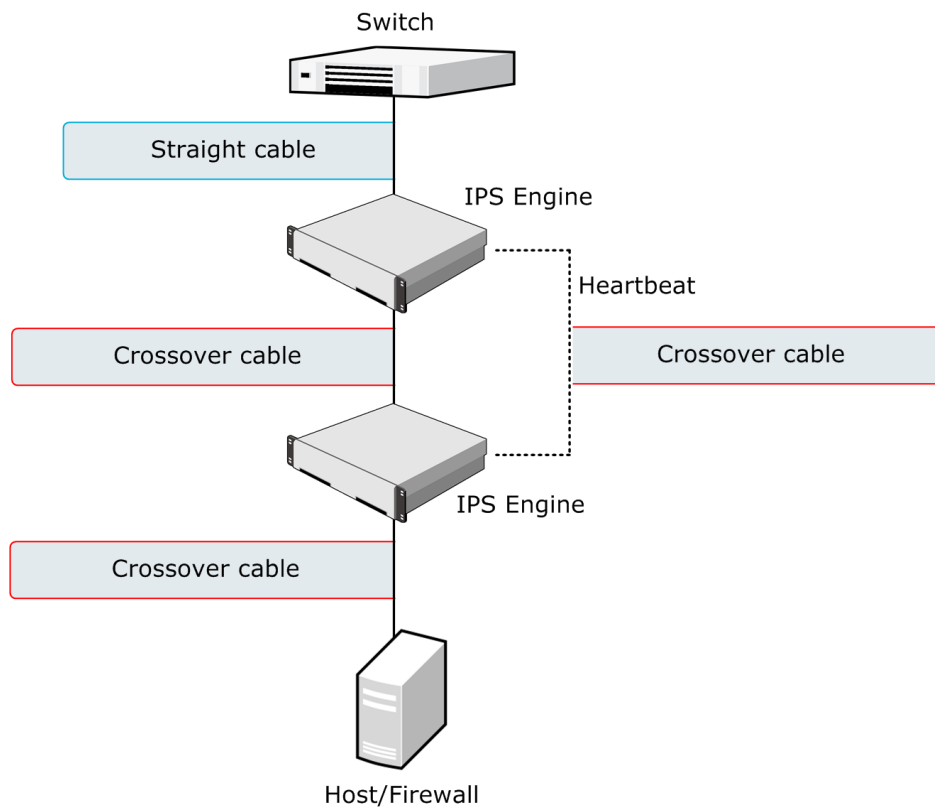 Switch
Straight cable
IPS Engine
Heartbeat
Crossover cable
Crossover cable
IPS Engine
Crossover cable
Host/Firewall